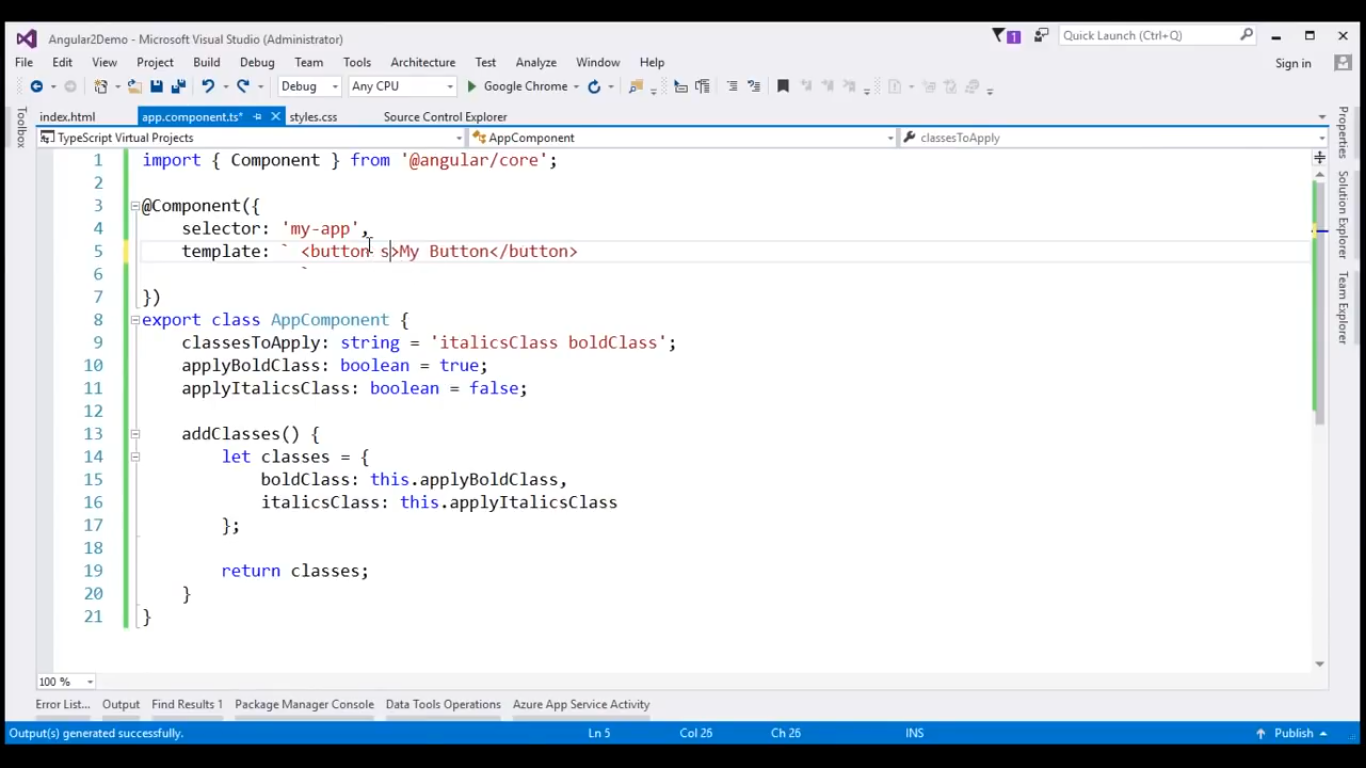 Angular2Demo - Microsoft Visual Studio (Administrator)
1
Quick Launch (Ctrl+Q)
File Edit View Project Build Debug Team Tools Architecture Test Analyze Window Help
Sign in
Debug Any CPU Google Chrome
index.html app.component.ts* styles.css Source Control Explorer
TypeScript Virtual Projects AppComponent classesToApply
1 import { Component } from '@angular/core';
2
3 @Component({
4 selector: 'my-app',
5 template: ` <button s>My Button</button>
6 `
7 })
8 export class AppComponent {
9 classesToApply: string = 'italicsClass boldClass';
10 applyBoldClass: boolean = true;
11 applyItalicsClass: boolean = false;
12
13 addClasses() {
14 let classes = {
15 boldClass: this.applyBoldClass,
16 italicsClass: this.applyItalicsClass
17 };
18
19 return classes;
20 }
21 }
Toolbox
Properties
Solution Explorer
Team Explorer
100 %
Error List... Output Find Results 1 Package Manager Console Data Tools Operations Azure App Service Activity
Output(s) generated successfully. Ln 5 Col 26 Ch 26 INS Publish